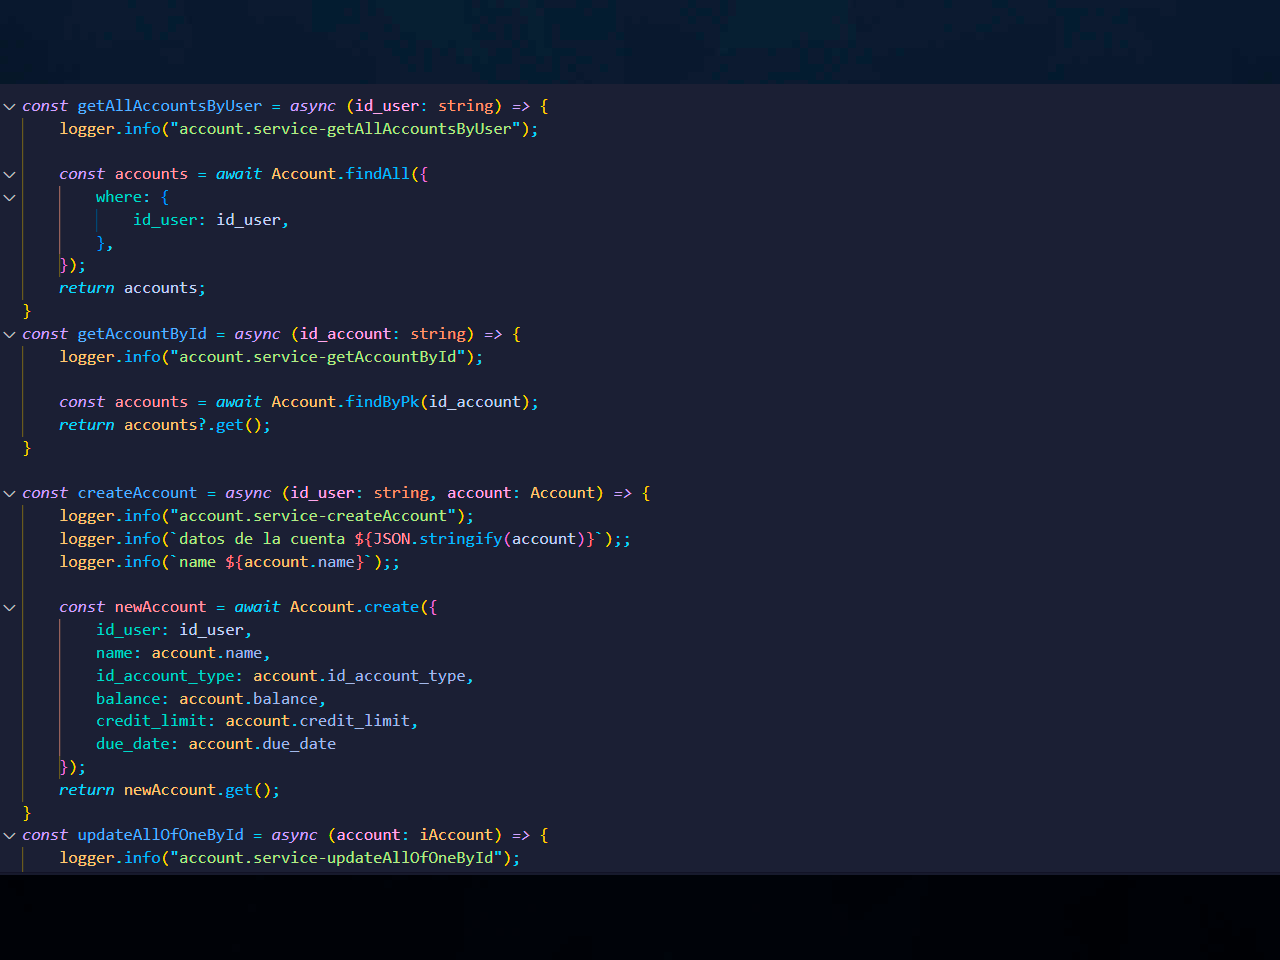 const getAllAccountsByUser = async (id_user: string) => {
    logger.info("account.service-getAllAccountsByUser");

    const accounts = await Account.findAll({
        where: {
            id_user: id_user,
        },
    });
    return accounts;
}
const getAccountById = async (id_account: string) => {
    logger.info("account.service-getAccountById");

    const accounts = await Account.findByPk(id_account);
    return accounts?.get();
}

const createAccount = async (id_user: string, account: Account) => {
    logger.info("account.service-createAccount");
    logger.info(`datos de la cuenta ${JSON.stringify(account)}`);;
    logger.info(`name ${account.name}`);;

    const newAccount = await Account.create({
        id_user: id_user,
        name: account.name,
        id_account_type: account.id_account_type,
        balance: account.balance,
        credit_limit: account.credit_limit,
        due_date: account.due_date
    });
    return newAccount.get();
}
const updateAllOfOneById = async (account: iAccount) => {
    logger.info("account.service-updateAllOfOneById");